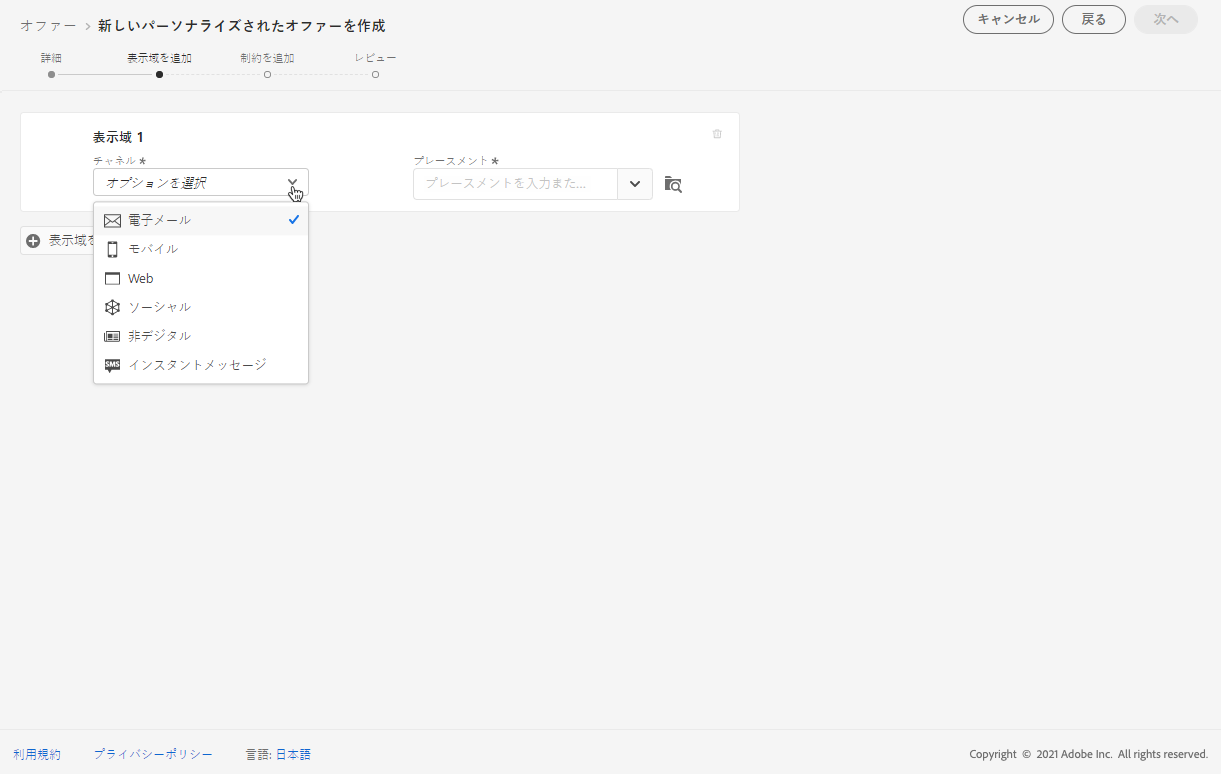 オファー > 新しいパーソナライズされたオファーを作成
キャンセル 戻る 次へ
詳細 表示域を追加 制約を追加 レビュー
表示域 1
チャネル * プレースメント *
オプションを選択 プレースメントを入力また...
電子メール
表示域を
モバイル
Web
ソーシャル
非デジタル
SMS インスタントメッセージ
利用規約 プライバシーポリシー 言語: 日本語 Copyright © 2021 Adobe Inc. All rights reserved.